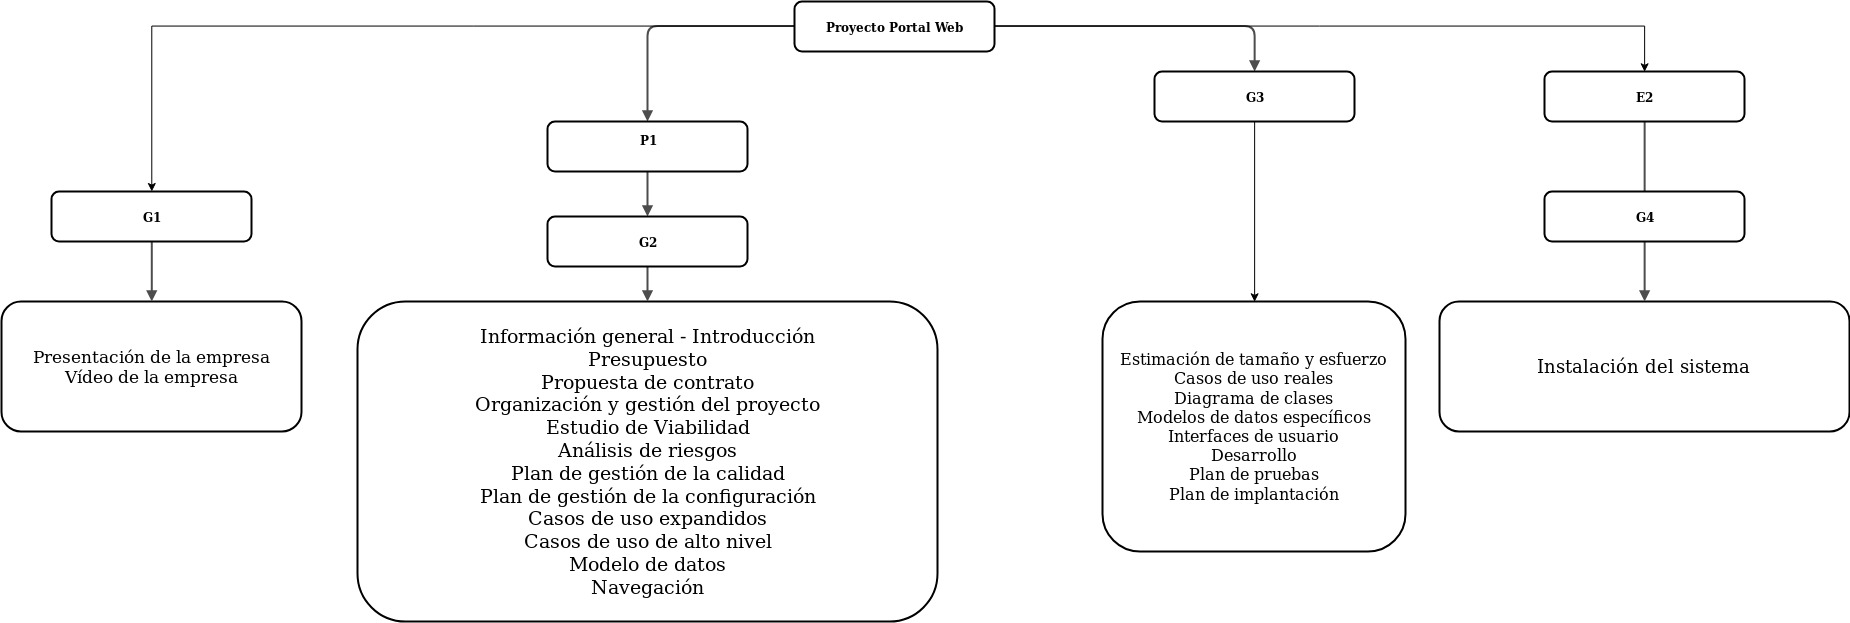 Proyecto Portal Web
G1
Presentación de la empresa
Vídeo de la empresa
P1
G2
Información general - Introducción
Presupuesto
Propuesta de contrato
Organización y gestión del proyecto
Estudio de Viabilidad
Análisis de riesgos
Plan de gestión de la calidad
Plan de gestión de la configuración
Casos de uso expandidos
Casos de uso de alto nivel
Modelo de datos
Navegación
G3
Estimación de tamaño y esfuerzo
Casos de uso reales
Diagrama de clases
Modelos de datos específicos
Interfaces de usuario
Desarrollo
Plan de pruebas
Plan de implantación
E2
G4
Instalación del sistema